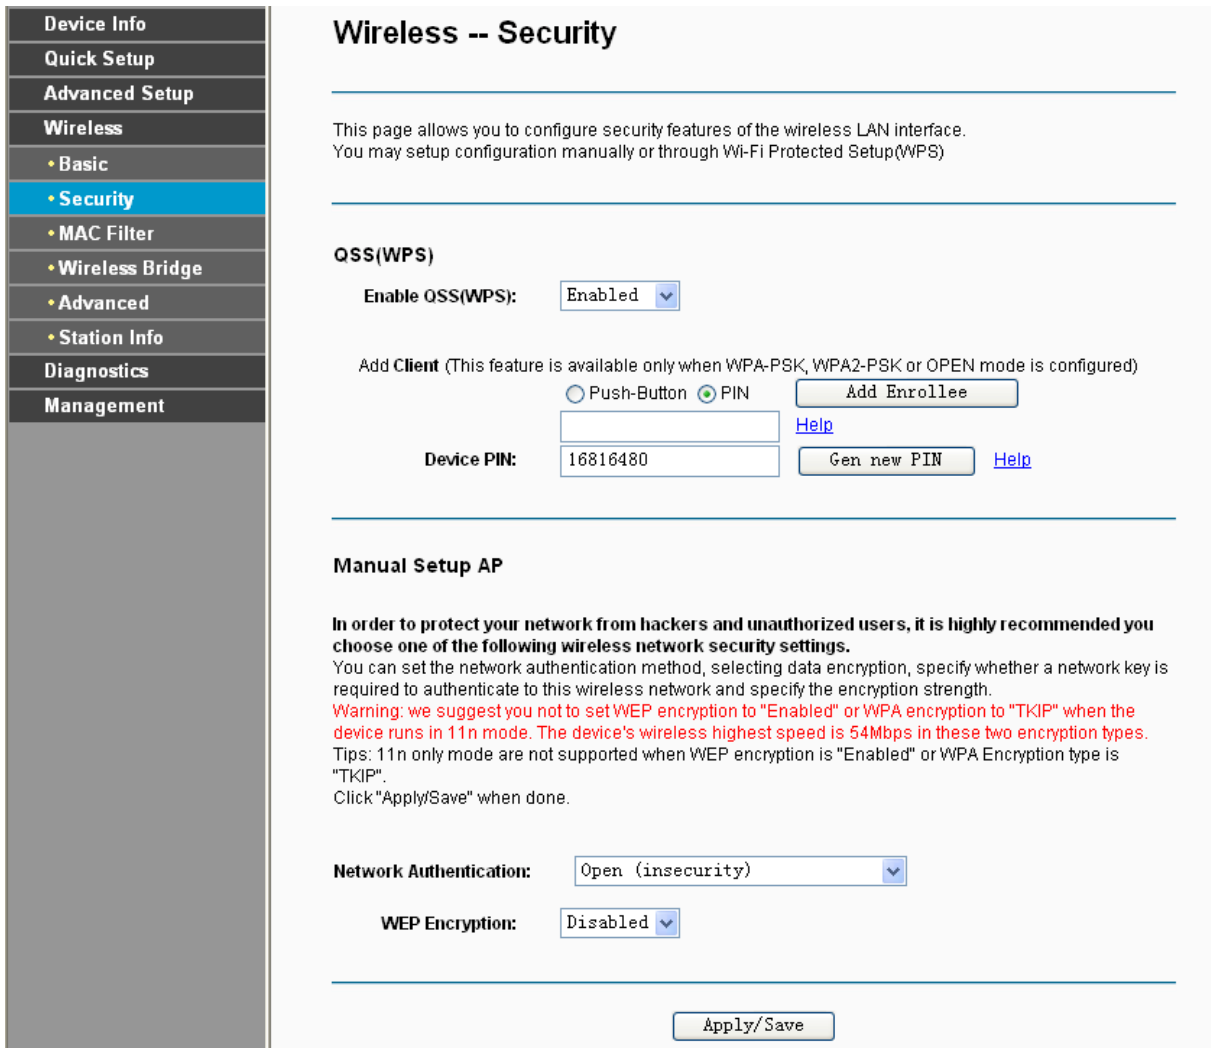 Device Info
Quick Setup
Advanced Setup
Wireless
Basic
Security
MAC Filter
Wireless Bridge
Advanced
Station Info
Diagnostics
Management
Wireless -- Security
This page allows you to configure security features of the wireless LAN interface.
You may setup configuration manually or through Wi-Fi Protected Setup(WPS)
QSS(WPS)
Enable QSS(WPS): Enabled
Add Client (This feature is available only when WPA-PSK, WPA2-PSK or OPEN mode is configured)
Push-Button PIN Add Enrollee
Help
Device PIN: 16816480 Gen new PIN Help
Manual Setup AP
In order to protect your network from hackers and unauthorized users, it is highly recommended you
choose one of the following wireless network security settings.
You can set the network authentication method, selecting data encryption, specify whether a network key is
required to authenticate to this wireless network and specify the encryption strength.
Warning: we suggest you not to set WEP encryption to "Enabled" or WPA encryption to "TKIP" when the
device runs in 11n mode. The device's wireless highest speed is 54Mbps in these two encryption types.
Tips: 11n only mode are not supported when WEP encryption is "Enabled" or WPA Encryption type is
"TKIP".
Click "Apply/Save" when done.
Network Authentication: Open (insecurity)
WEP Encryption: Disabled
Apply/Save